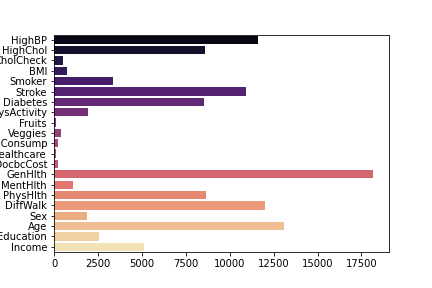 HighBP
HighChol
CholCheck
BMI
Smoker
Stroke
Diabetes
ysActivity
Fruits
Veggies
Consump
ealthcare
DocbcCost
GenHlth
MentHlth
PhysHlth
DiffWalk
Sex
Age
Education
Income
0 2500 5000 7500 10000 12500 15000 17500